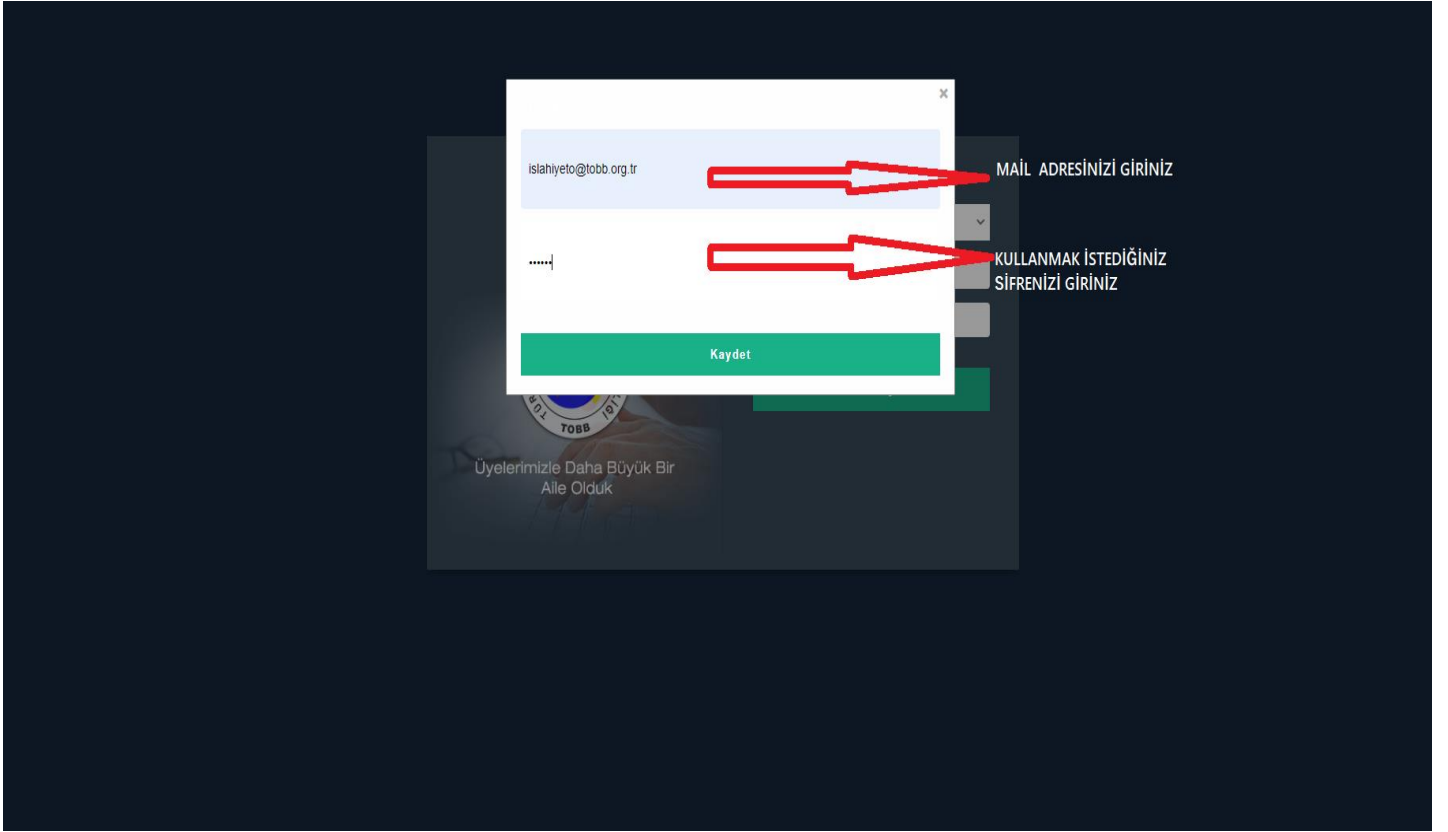 ×
islahiyeto@tobb.org.tr
MAİL ADRESİNİZİ GİRİNİZ
••••••
KULLANMAK İSTEDİĞİNİZ
SİFRENİZİ GİRİNİZ
Kaydet
TOBB
Üyelerimizle Daha Büyük Bir
Aile Olduk